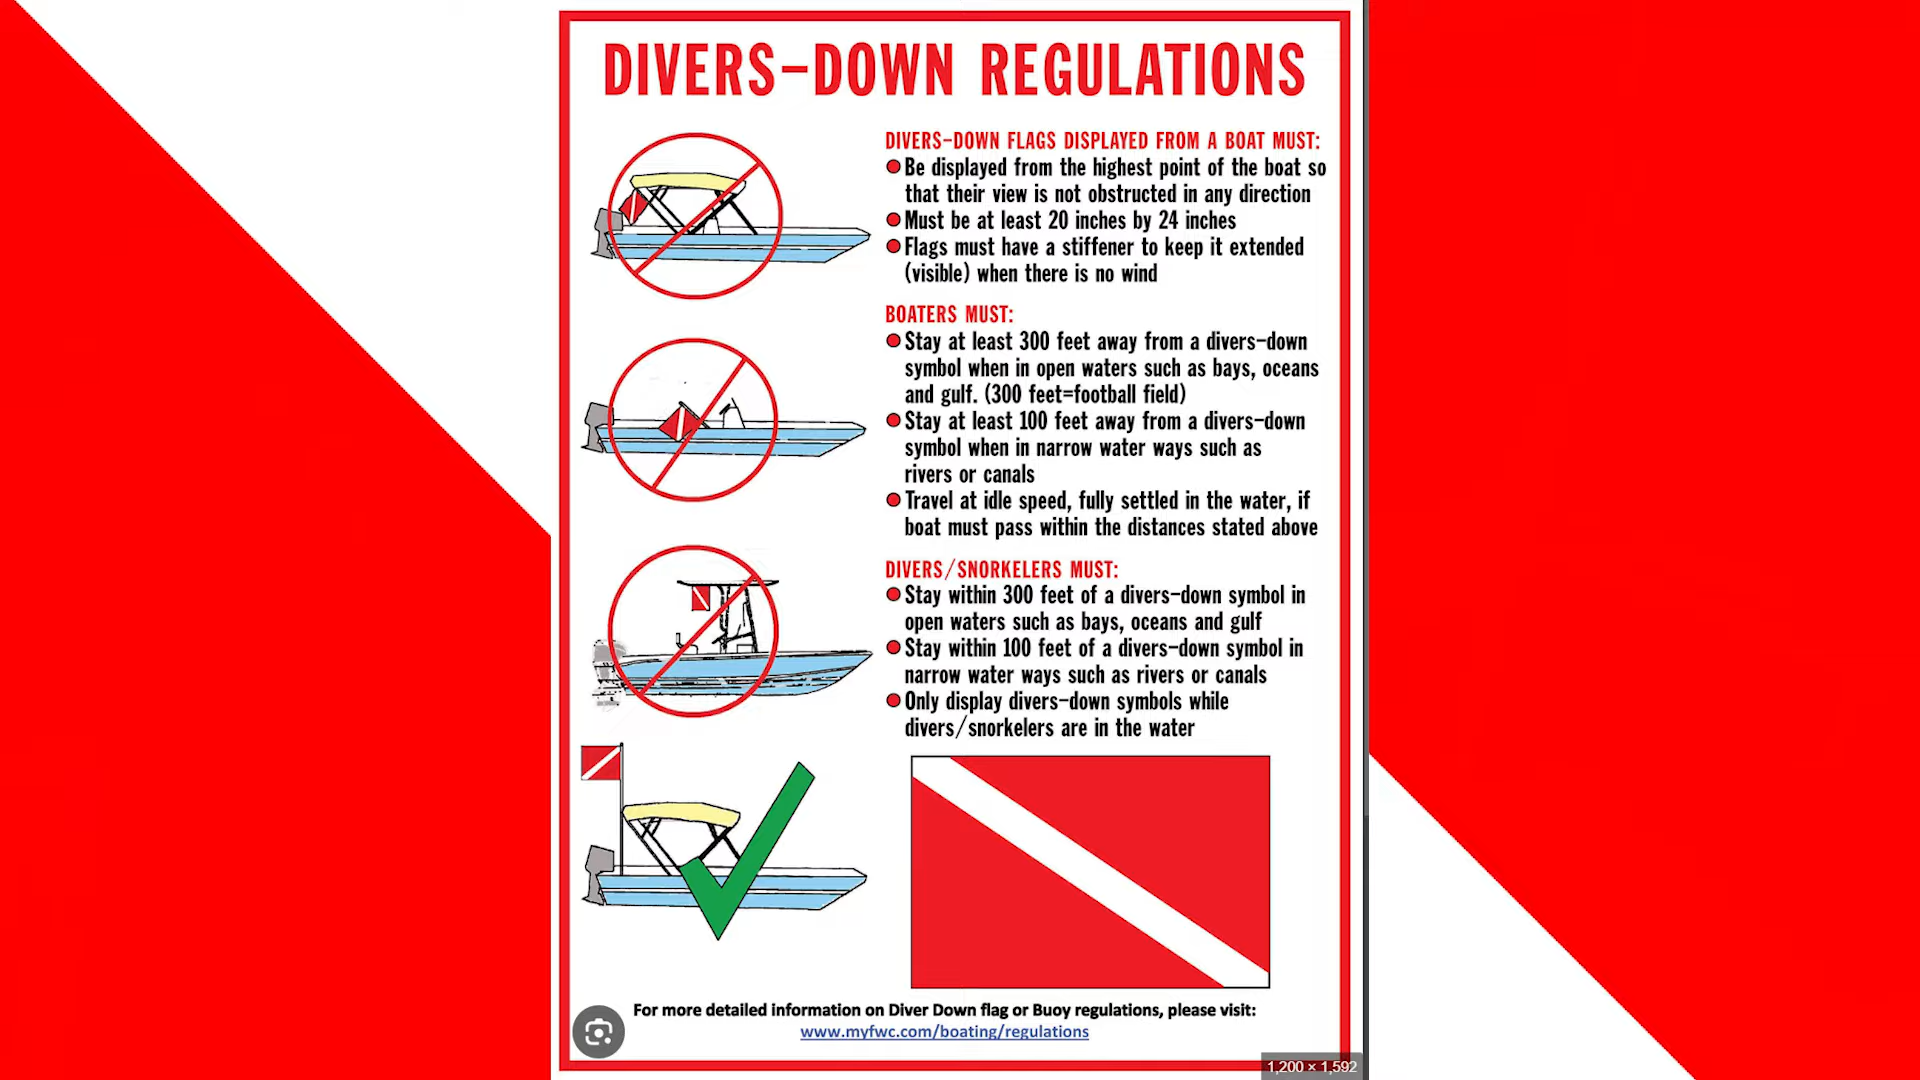 DIVERS-DOWN REGULATIONS
DIVERS-DOWN FLAGS DISPLAYED FROM A BOAT MUST:
Be displayed from the highest point of the boat so
that their view is not obstructed in any direction
Must be at least 20 inches by 24 inches
Flags must have a stiffener to keep it extended
(visible) when there is no wind
BOATERS MUST:
Stay at least 300 feet away from a divers-down
symbol when in open waters such as bays, oceans
and gulf. (300 feet=football field)
Stay at least 100 feet away from a divers-down
symbol when in narrow water ways such as
rivers or canals
Travel at idle speed, fully settled in the water, if
boat must pass within the distances stated above
DIVERS/SNORKELERS MUST:
Stay within 300 feet of a divers-down symbol in
open waters such as bays, oceans and gulf
Stay within 100 feet of a divers-down symbol in
narrow water ways such as rivers or canals
Only display divers-down symbols while
divers/snorkelers are in the water
For more detailed information on Diver Down flag or Buoy regulations, please visit:
www.myfwc.com/boating/regulations
1,200 × 1,592